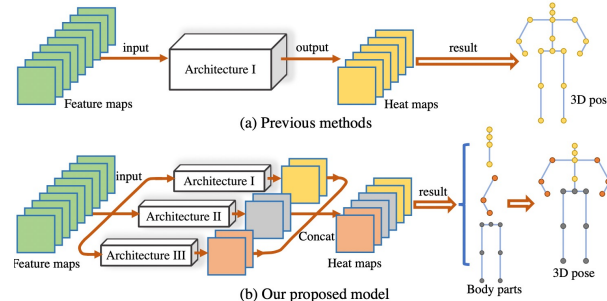 input
output
result
Architecture I
Feature maps
Heat maps
3D pos
(a) Previous methods
input
Architecture I
result
Architecture II
Concat
Architecture III
Feature maps
Heat maps
Body parts
3D pose
(b) Our proposed model